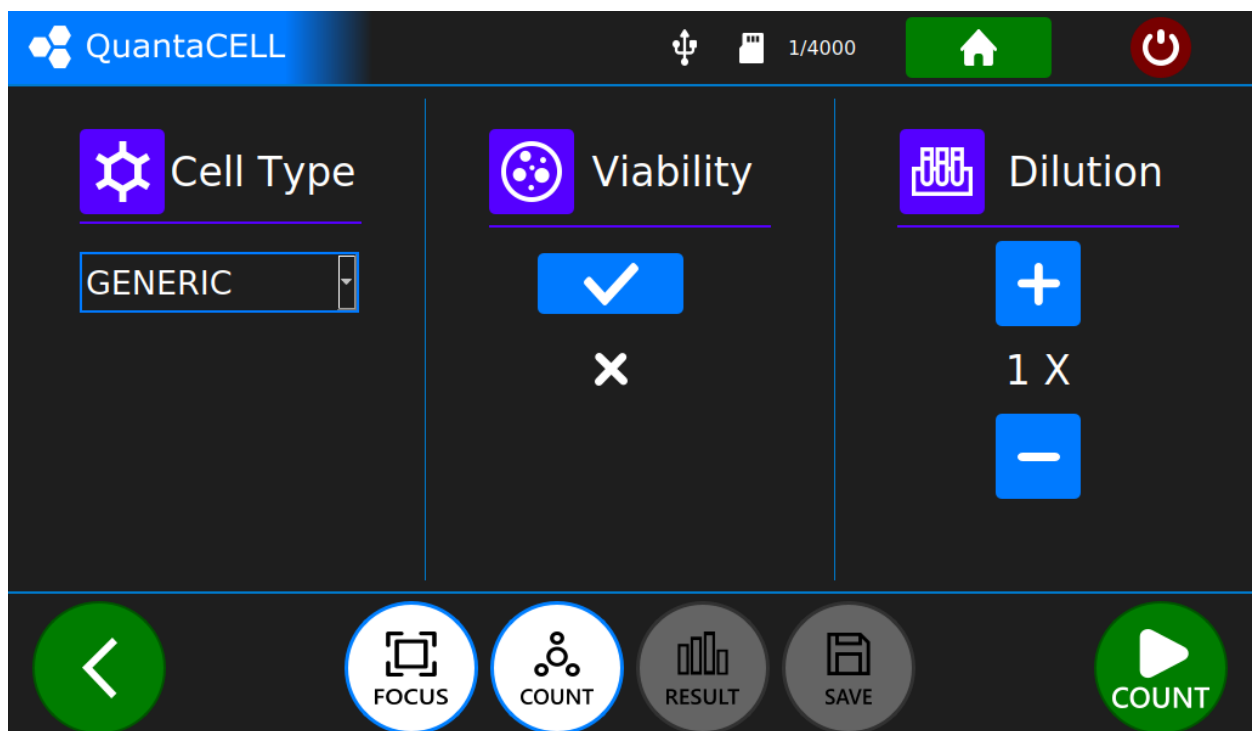 QuantaCELL
1/4000
Cell Type
Viability
Dilution
GENERIC
1 X
FOCUS
COUNT
RESULT
SAVE
COUNT